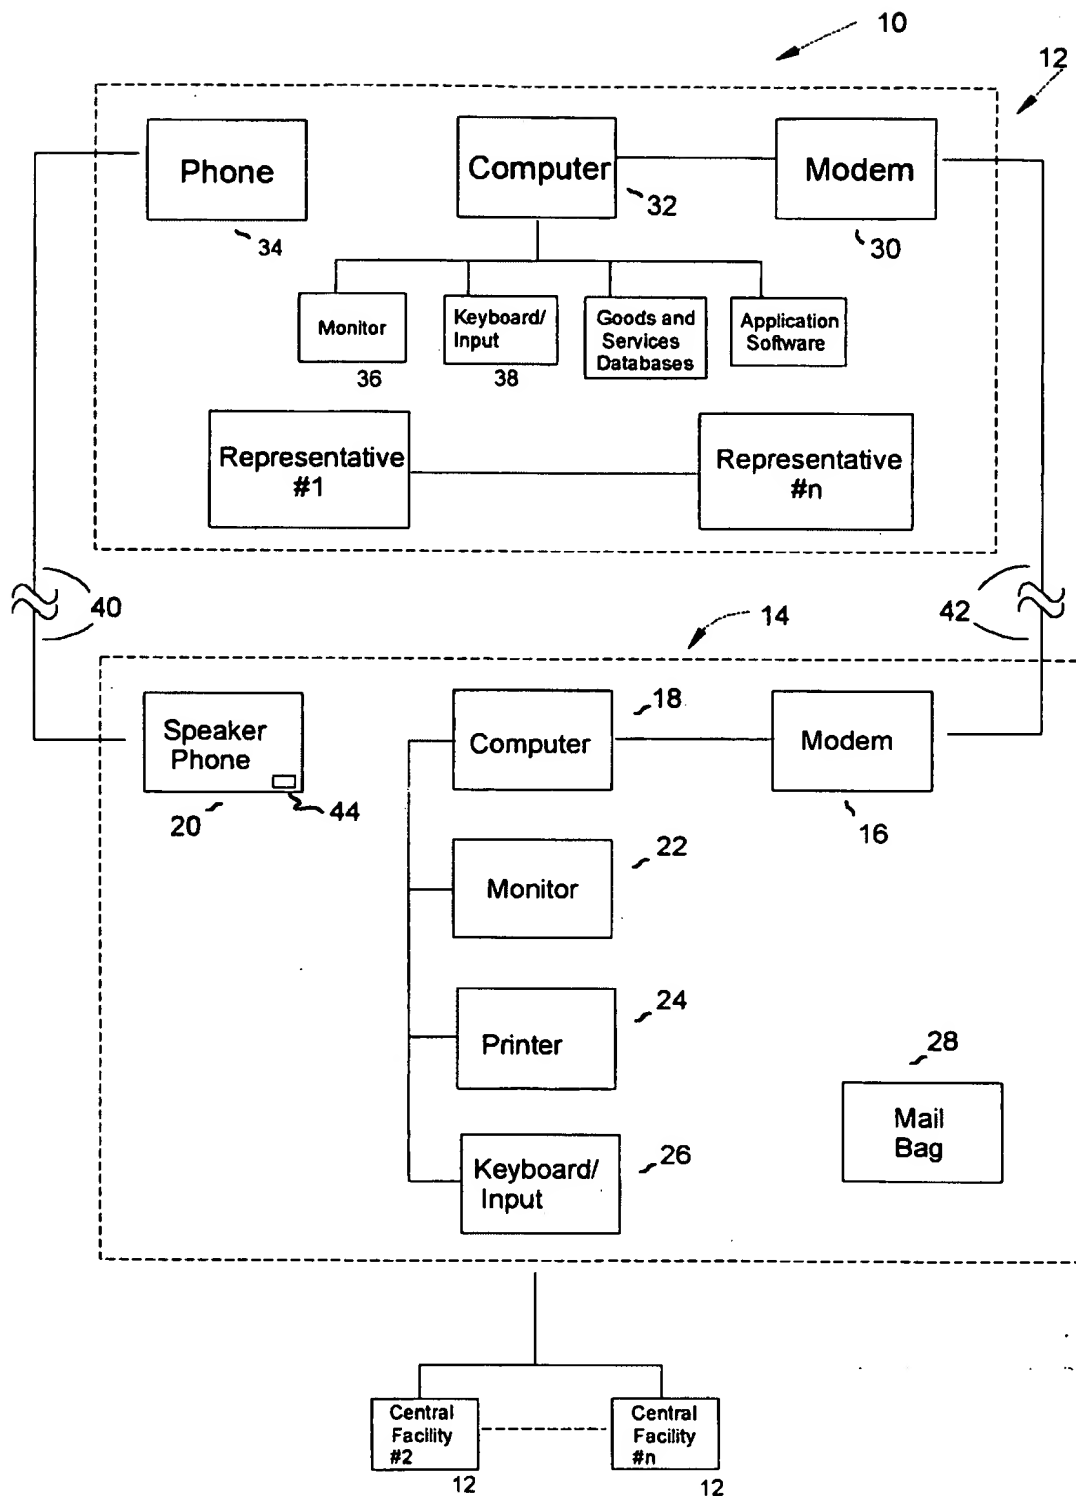 10
12
Phone
34
Computer
32
Modem
30
Monitor
36
Keyboard/
Input
38
Goods and
Services
Databases
Application
Software
Representative
#1
Representative
#n
40
42
14
Speaker
Phone
20
44
Computer
18
Modem
16
Monitor
22
Printer
24
Keyboard/
Input
26
28
Mail
Bag
Central
Facility
#2
12
Central
Facility
#n
12